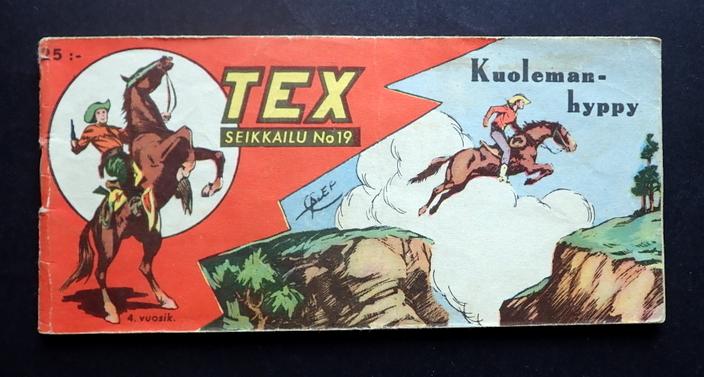 25:-
TEX
SEIKKAILU No 19
Kuoleman-
hyppy
4. vuosik.